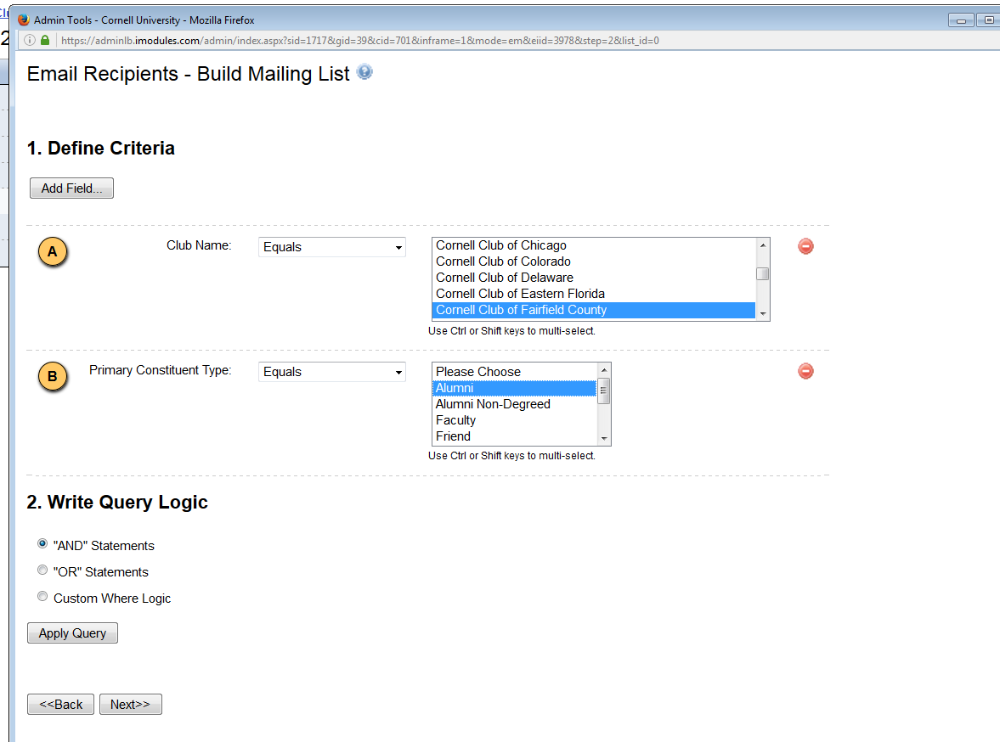 Admin Tools - Cornell University - Mozilla Firefox
https://adminlb.imodules.com/admin/index.aspx?sid=1717&gid=39&cid=701&inframe=1&mode=em&eiid=3978&step=2&list_id=0
Email Recipients - Build Mailing List ?
1. Define Criteria
Add Field...
A Club Name: Equals
Cornell Club of Chicago
Cornell Club of Colorado
Cornell Club of Delaware
Cornell Club of Eastern Florida
Cornell Club of Fairfield County
Use Ctrl or Shift keys to multi-select.
B Primary Constituent Type: Equals
Please Choose
Alumni
Alumni Non-Degreed
Faculty
Friend
Use Ctrl or Shift keys to multi-select.
2. Write Query Logic
"AND" Statements
"OR" Statements
Custom Where Logic
Apply Query
<<Back Next>>